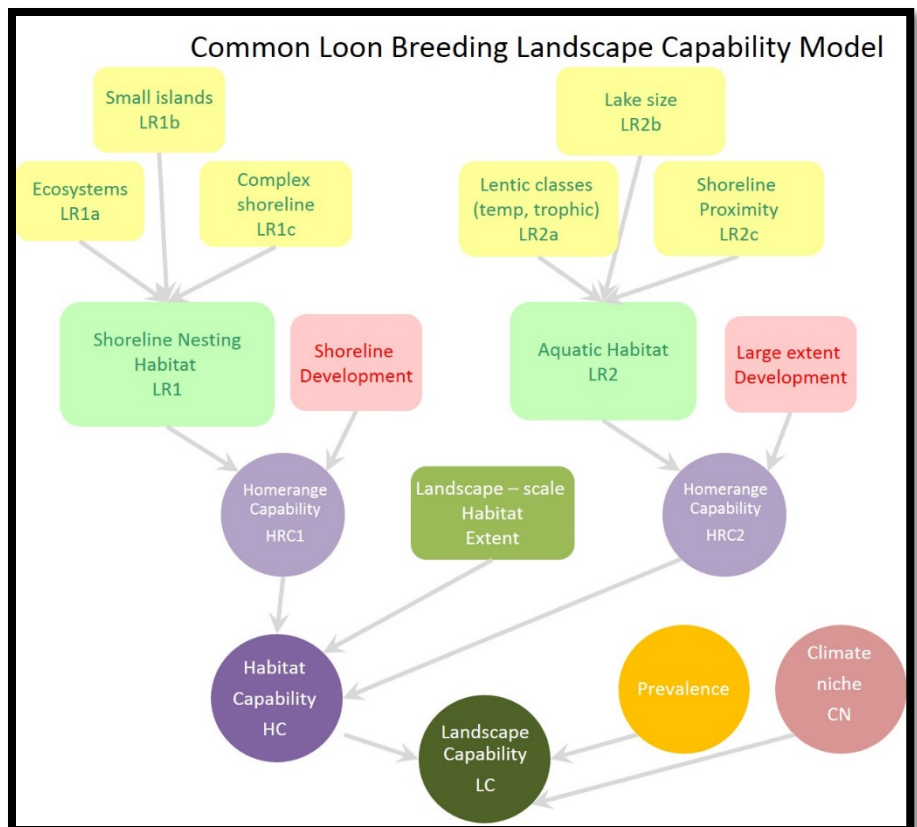 Common Loon Breeding Landscape Capability Model
Small islands
LR1b
Lake size
LR2b
Ecosystems
LR1a
Complex
shoreline
LR1c
Lentic classes
(temp, trophic)
LR2a
Shoreline
Proximity
LR2c
Shoreline Nesting
Habitat
LR1
Shoreline
Development
Aquatic Habitat
LR2
Large extent
Development
Homerange
Capability
HRC1
Landscape – scale
Habitat
Extent
Homerange
Capability
HRC2
Habitat
Capability
HC
Landscape
Capability
LC
Prevalence
Climate
niche
CN